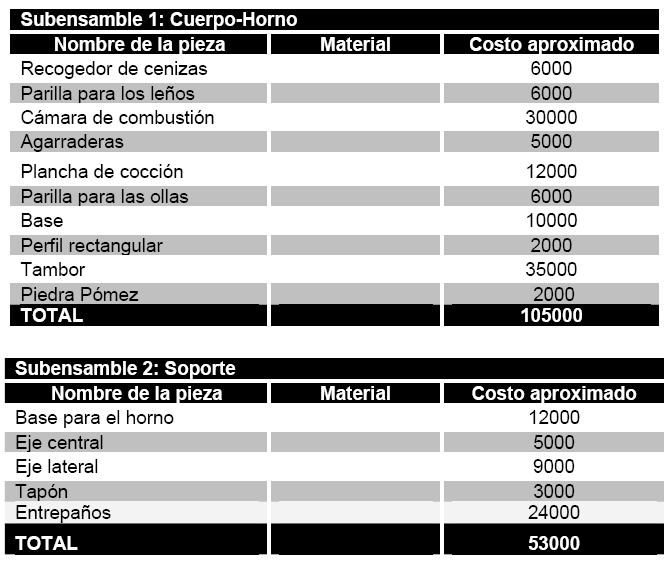 Subensamble 1: Cuerpo-Horno
Nombre de la pieza Material Costo aproximado
Recogedor de cenizas 6000
Parilla para los leños 6000
Cámara de combustión 30000
Agarraderas 5000
Plancha de cocción 12000
Parilla para las ollas 6000
Base 10000
Perfil rectangular 2000
Tambor 35000
Piedra Pómez 2000
TOTAL 105000
Subensamble 2: Soporte
Nombre de la pieza Material Costo aproximado
Base para el horno 12000
Eje central 5000
Eje lateral 9000
Tapón 3000
Entrepaños 24000
TOTAL 53000